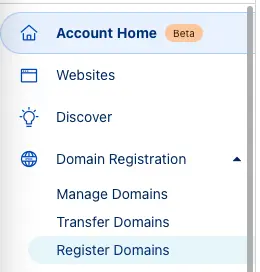 Account Home Beta
Websites
Discover
Domain Registration
Manage Domains
Transfer Domains
Register Domains